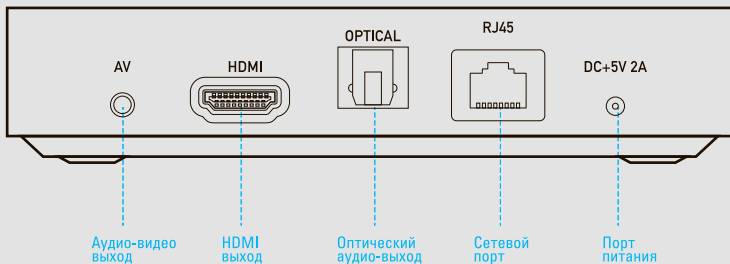 AV
HDMI
OPTICAL
RJ45
DC+5V 2A
Аудио-видео
выход
HDMI
выход
Оптический
аудио-выход
Сетевой
порт
Порт
питания